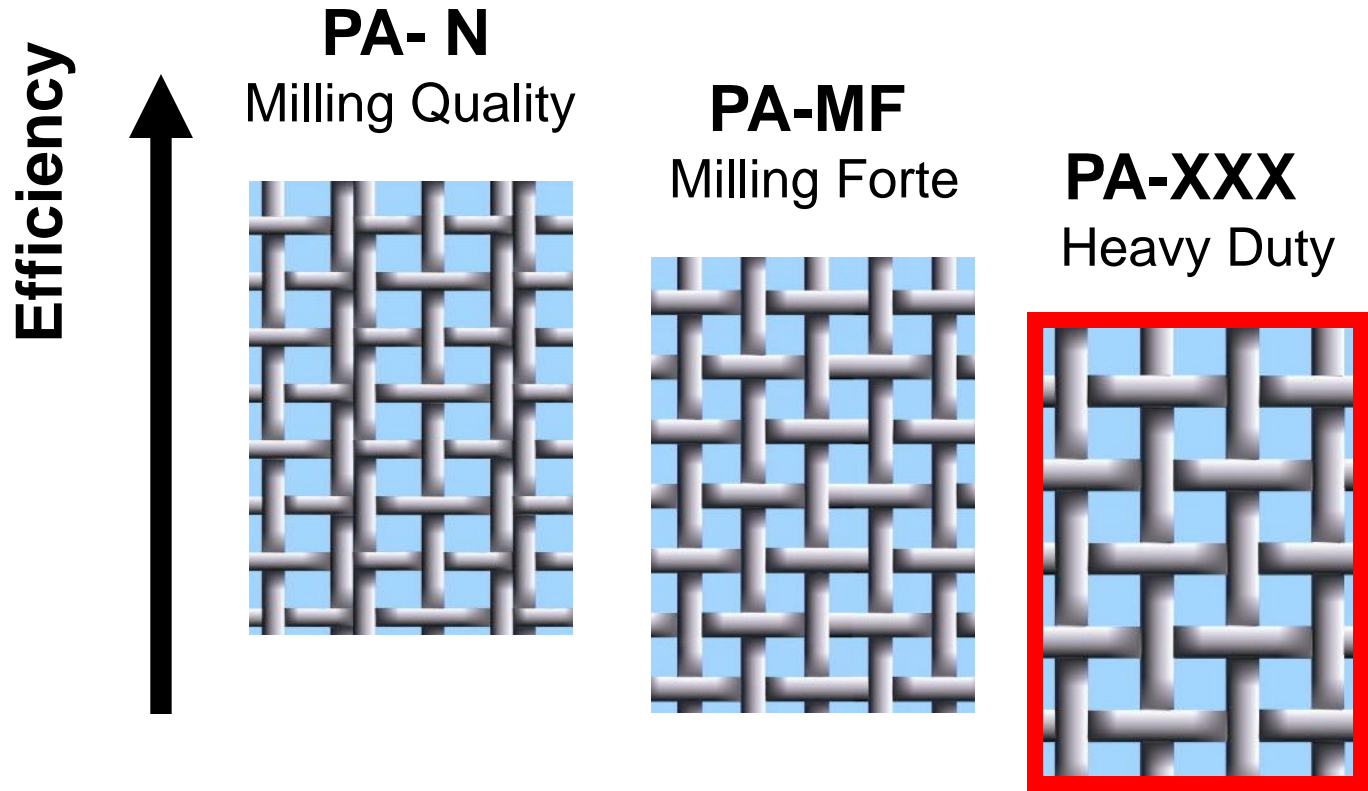 Efficiency
PA- N
Milling Quality
PA-MF
Milling Forte
PA-XXX
Heavy Duty